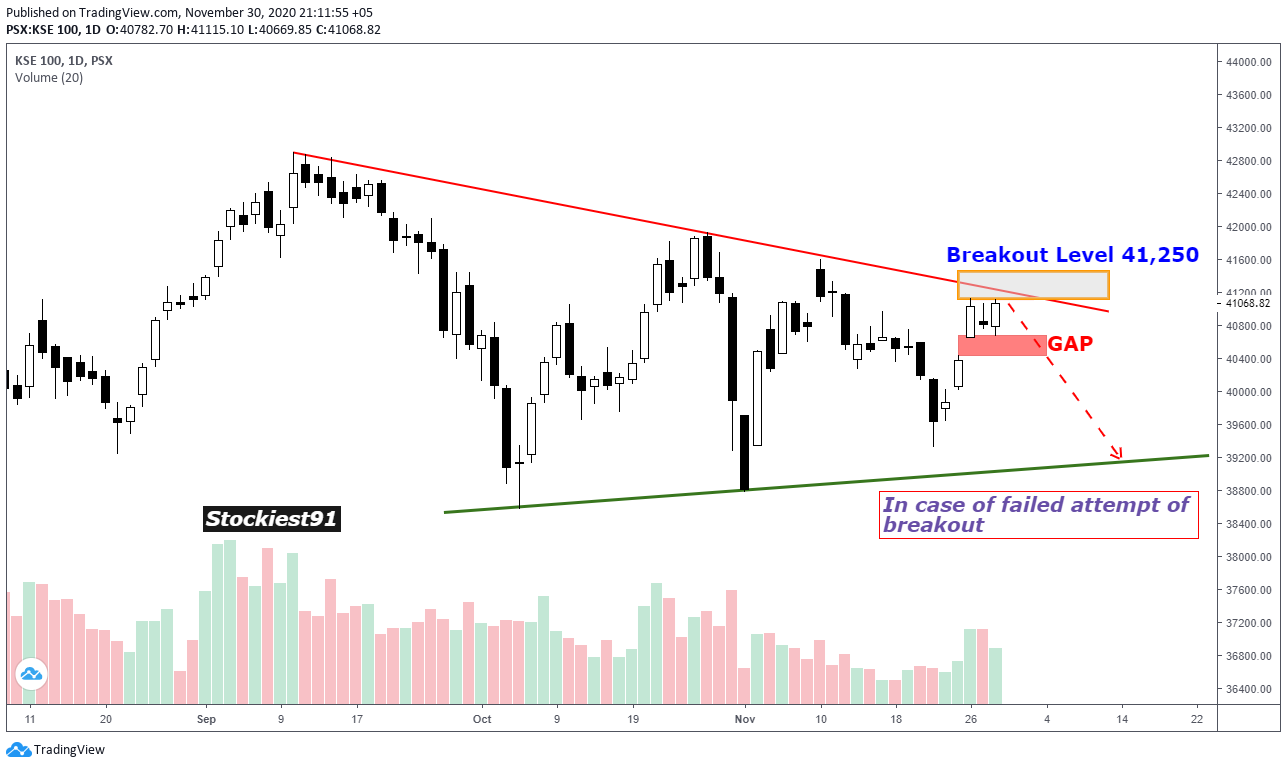 Published on TradingView.com, November 30, 2020 21:11:55 +05
PSX:KSE 100, 1D O:40782.70 H:41115.10 L:40669.85 C:41068.82
KSE 100, 1D, PSX
Volume (20)
44000.00
43600.00
43200.00
42800.00
42400.00
42000.00
41600.00
41200.00
41068.82
40800.00
40400.00
40000.00
39600.00
39200.00
38800.00
38400.00
38000.00
37600.00
37200.00
36800.00
36400.00
Breakout Level 41,250
GAP
In case of failed attempt of
breakout
Stockiest91
11 20 Sep 9 17 Oct 9 19 Nov 10 18 26 4 14 22
TradingView